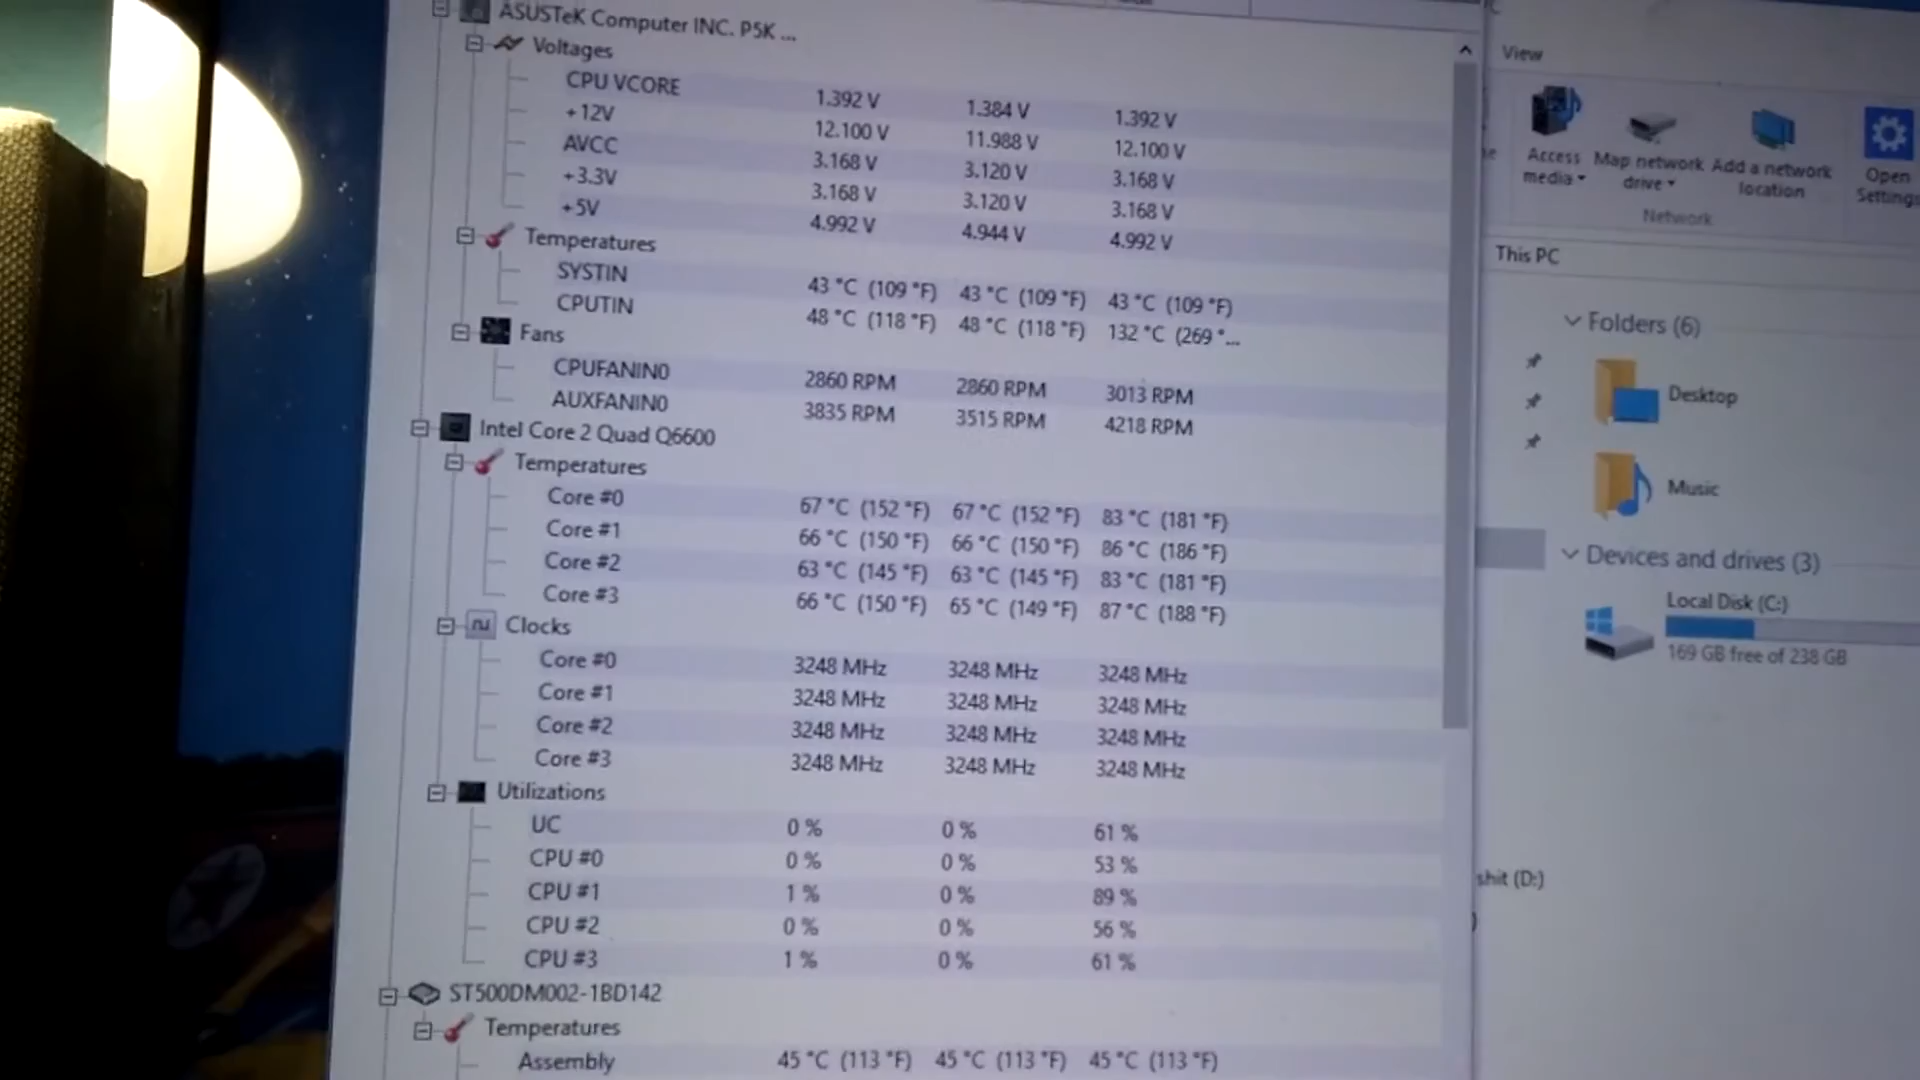 ASUSTeK Computer INC. P5K ...
Voltages
CPU VCORE 1.392 V 1.384 V 1.392 V
+12V 12.100 V 11.988 V 12.100 V
AVCC 3.168 V 3.120 V 3.168 V
+3.3V 3.168 V 3.120 V 3.168 V
+5V 4.992 V 4.944 V 4.992 V
Temperatures
SYSTIN 43 °C (109 °F) 43 °C (109 °F) 43 °C (109 °F)
CPUTIN 48 °C (118 °F) 48 °C (118 °F) 132 °C (269 °...
Fans
CPUFANIN0 2860 RPM 2860 RPM 3013 RPM
AUXFANIN0 3835 RPM 3515 RPM 4218 RPM
Intel Core 2 Quad Q6600
Temperatures
Core #0 67 °C (152 °F) 67 °C (152 °F) 83 °C (181 °F)
Core #1 66 °C (150 °F) 66 °C (150 °F) 86 °C (186 °F)
Core #2 63 °C (145 °F) 63 °C (145 °F) 83 °C (181 °F)
Core #3 66 °C (150 °F) 65 °C (149 °F) 87 °C (188 °F)
Clocks
Core #0 3248 MHz 3248 MHz 3248 MHz
Core #1 3248 MHz 3248 MHz 3248 MHz
Core #2 3248 MHz 3248 MHz 3248 MHz
Core #3 3248 MHz 3248 MHz 3248 MHz
Utilizations
UC 0 % 0 % 61 %
CPU #0 0 % 0 % 53 %
CPU #1 1 % 0 % 89 %
CPU #2 0 % 0 % 56 %
CPU #3 1 % 0 % 61 %
ST500DM002-1BD142
Temperatures
Assembly 45 °C (113 °F) 45 °C (113 °F) 45 °C (113 °F)
View
Access media
Map network drive
Add a network location
Open Settings
Network
This PC
Folders (6)
Desktop
Music
Devices and drives (3)
Local Disk (C:)
169 GB free of 238 GB
shit (D:)